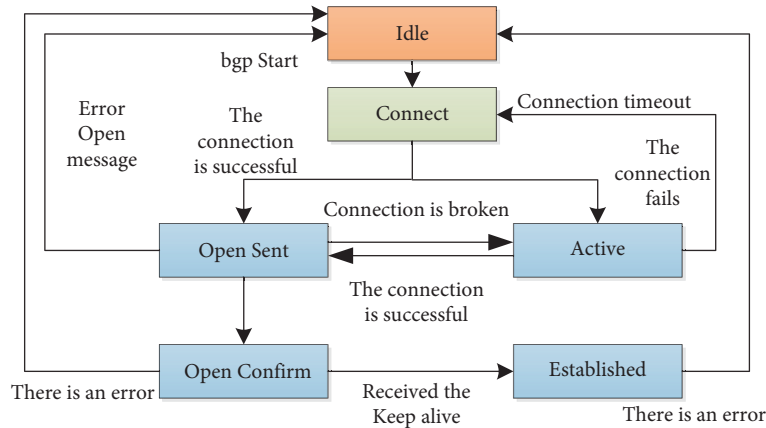 Idle
bgp Start
Connect
Connection timeout
Error
Open
message
The
connection
is successful
The
connection
fails
Connection is broken
Open Sent
Active
The connection
is successful
Open Confirm
Established
There is an error
Received the
Keep alive
There is an error